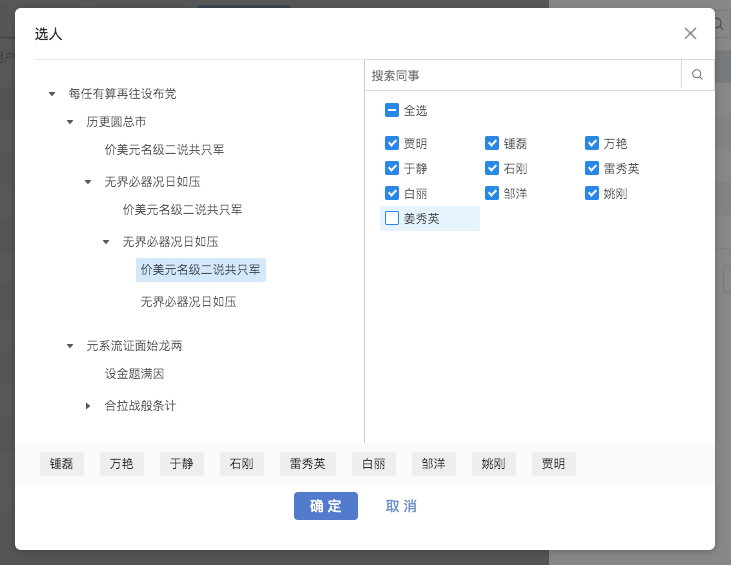 选人
每任有算再往设布党
历更圆总市
价美元名级二说共只军
无界必器况日如压
价美元名级二说共只军
无界必器况日如压
价美元名级二说共只军
无界必器况日如压
元系流证面始龙两
设金题满因
合拉战般条计
搜索同事
全选
贾明 锺磊 万艳
于静 石刚 雷秀英
白丽 邹洋 姚刚
姜秀英
锺磊 万艳 于静 石刚 雷秀英 白丽 邹洋 姚刚 贾明
确 定 取 消